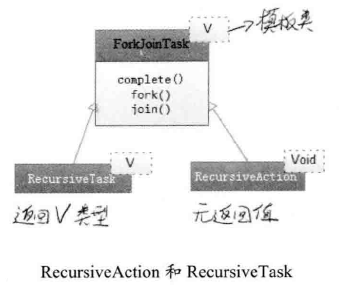 V
→模板类
ForkJoinTask
complete()
fork()
join()
V
Void
RecursiveTask
RecursiveAction
返回V类型
无返回值
RecursiveAction 和 RecursiveTask